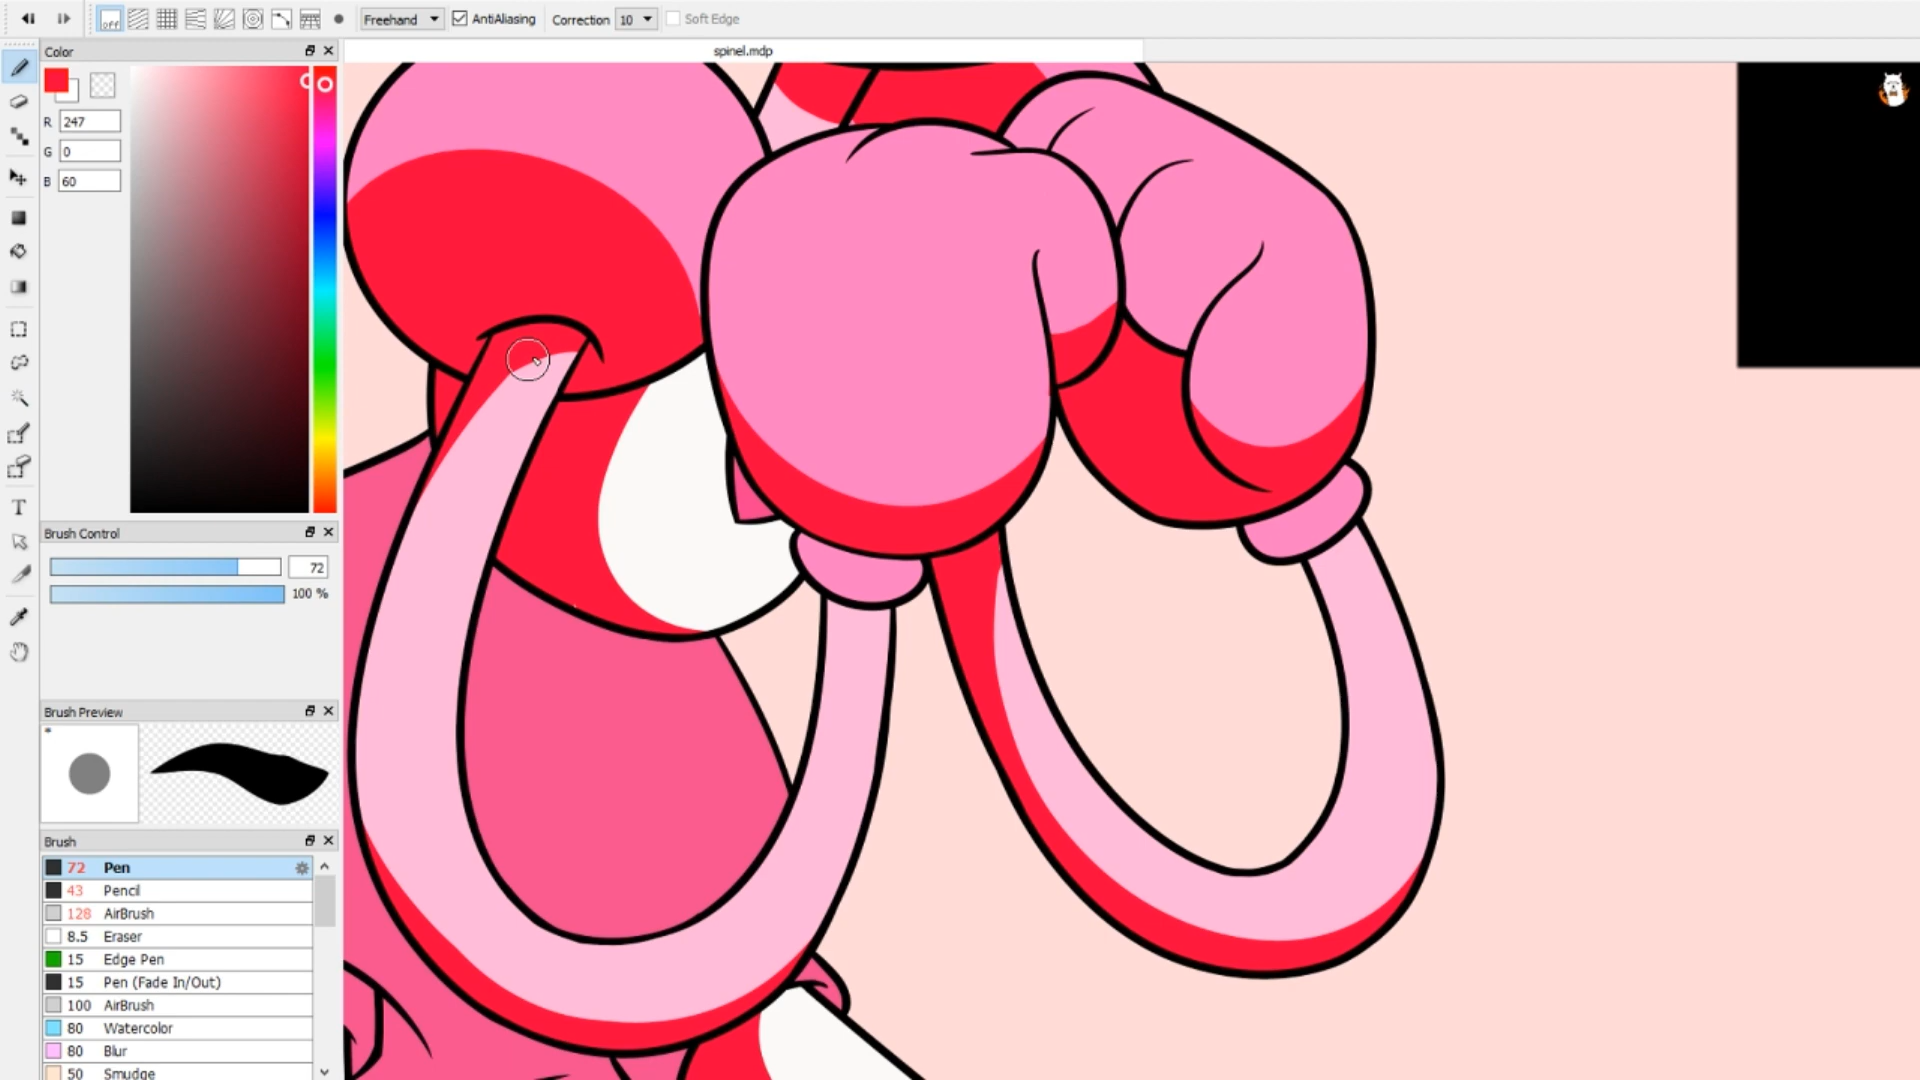 off
Freehand
AntiAliasing
Correction 10
Soft Edge
Color
spinel.mdp
R 247
G 0
B 60
Brush Control
72
100 %
Brush Preview
*
Brush
72 Pen
43 Pencil
128 AirBrush
8.5 Eraser
15 Edge Pen
15 Pen (Fade In/Out)
100 AirBrush
80 Watercolor
80 Blur
50 Smudge
T